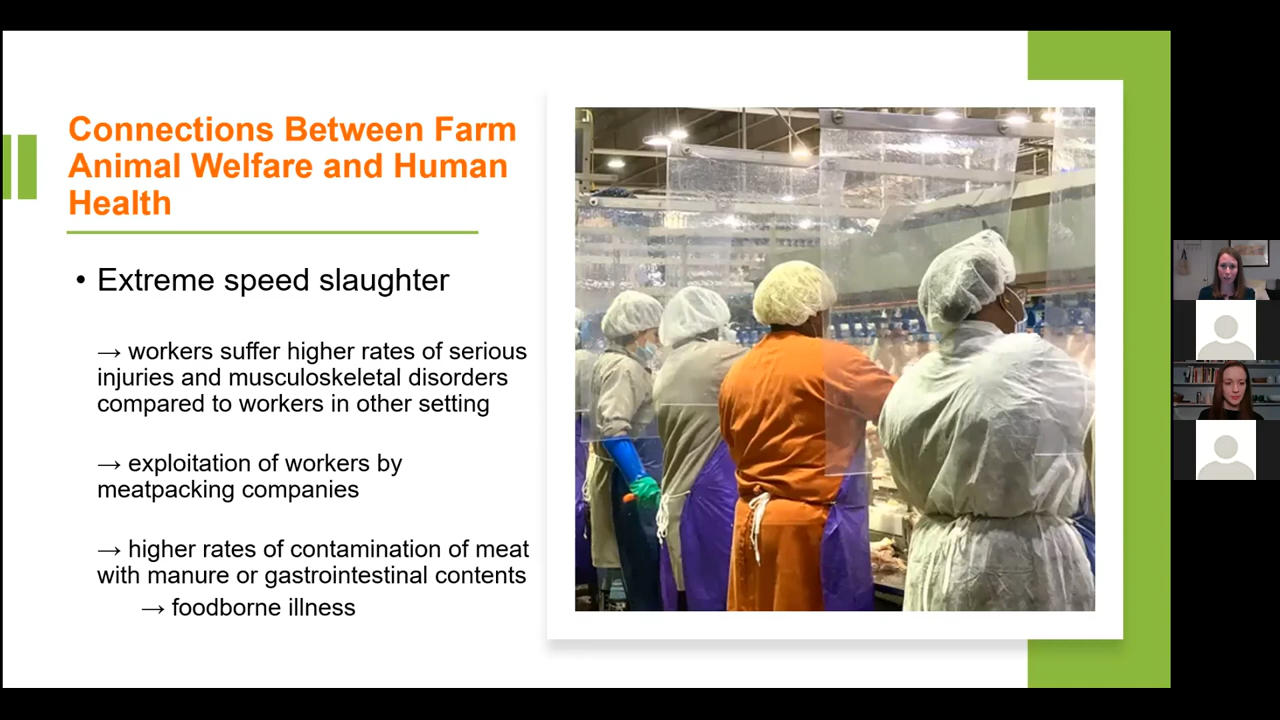 Connections Between Farm
Animal Welfare and Human
Health
• Extreme speed slaughter
→ workers suffer higher rates of serious
injuries and musculoskeletal disorders
compared to workers in other setting
→ exploitation of workers by
meatpacking companies
→ higher rates of contamination of meat
with manure or gastrointestinal contents
→ foodborne illness